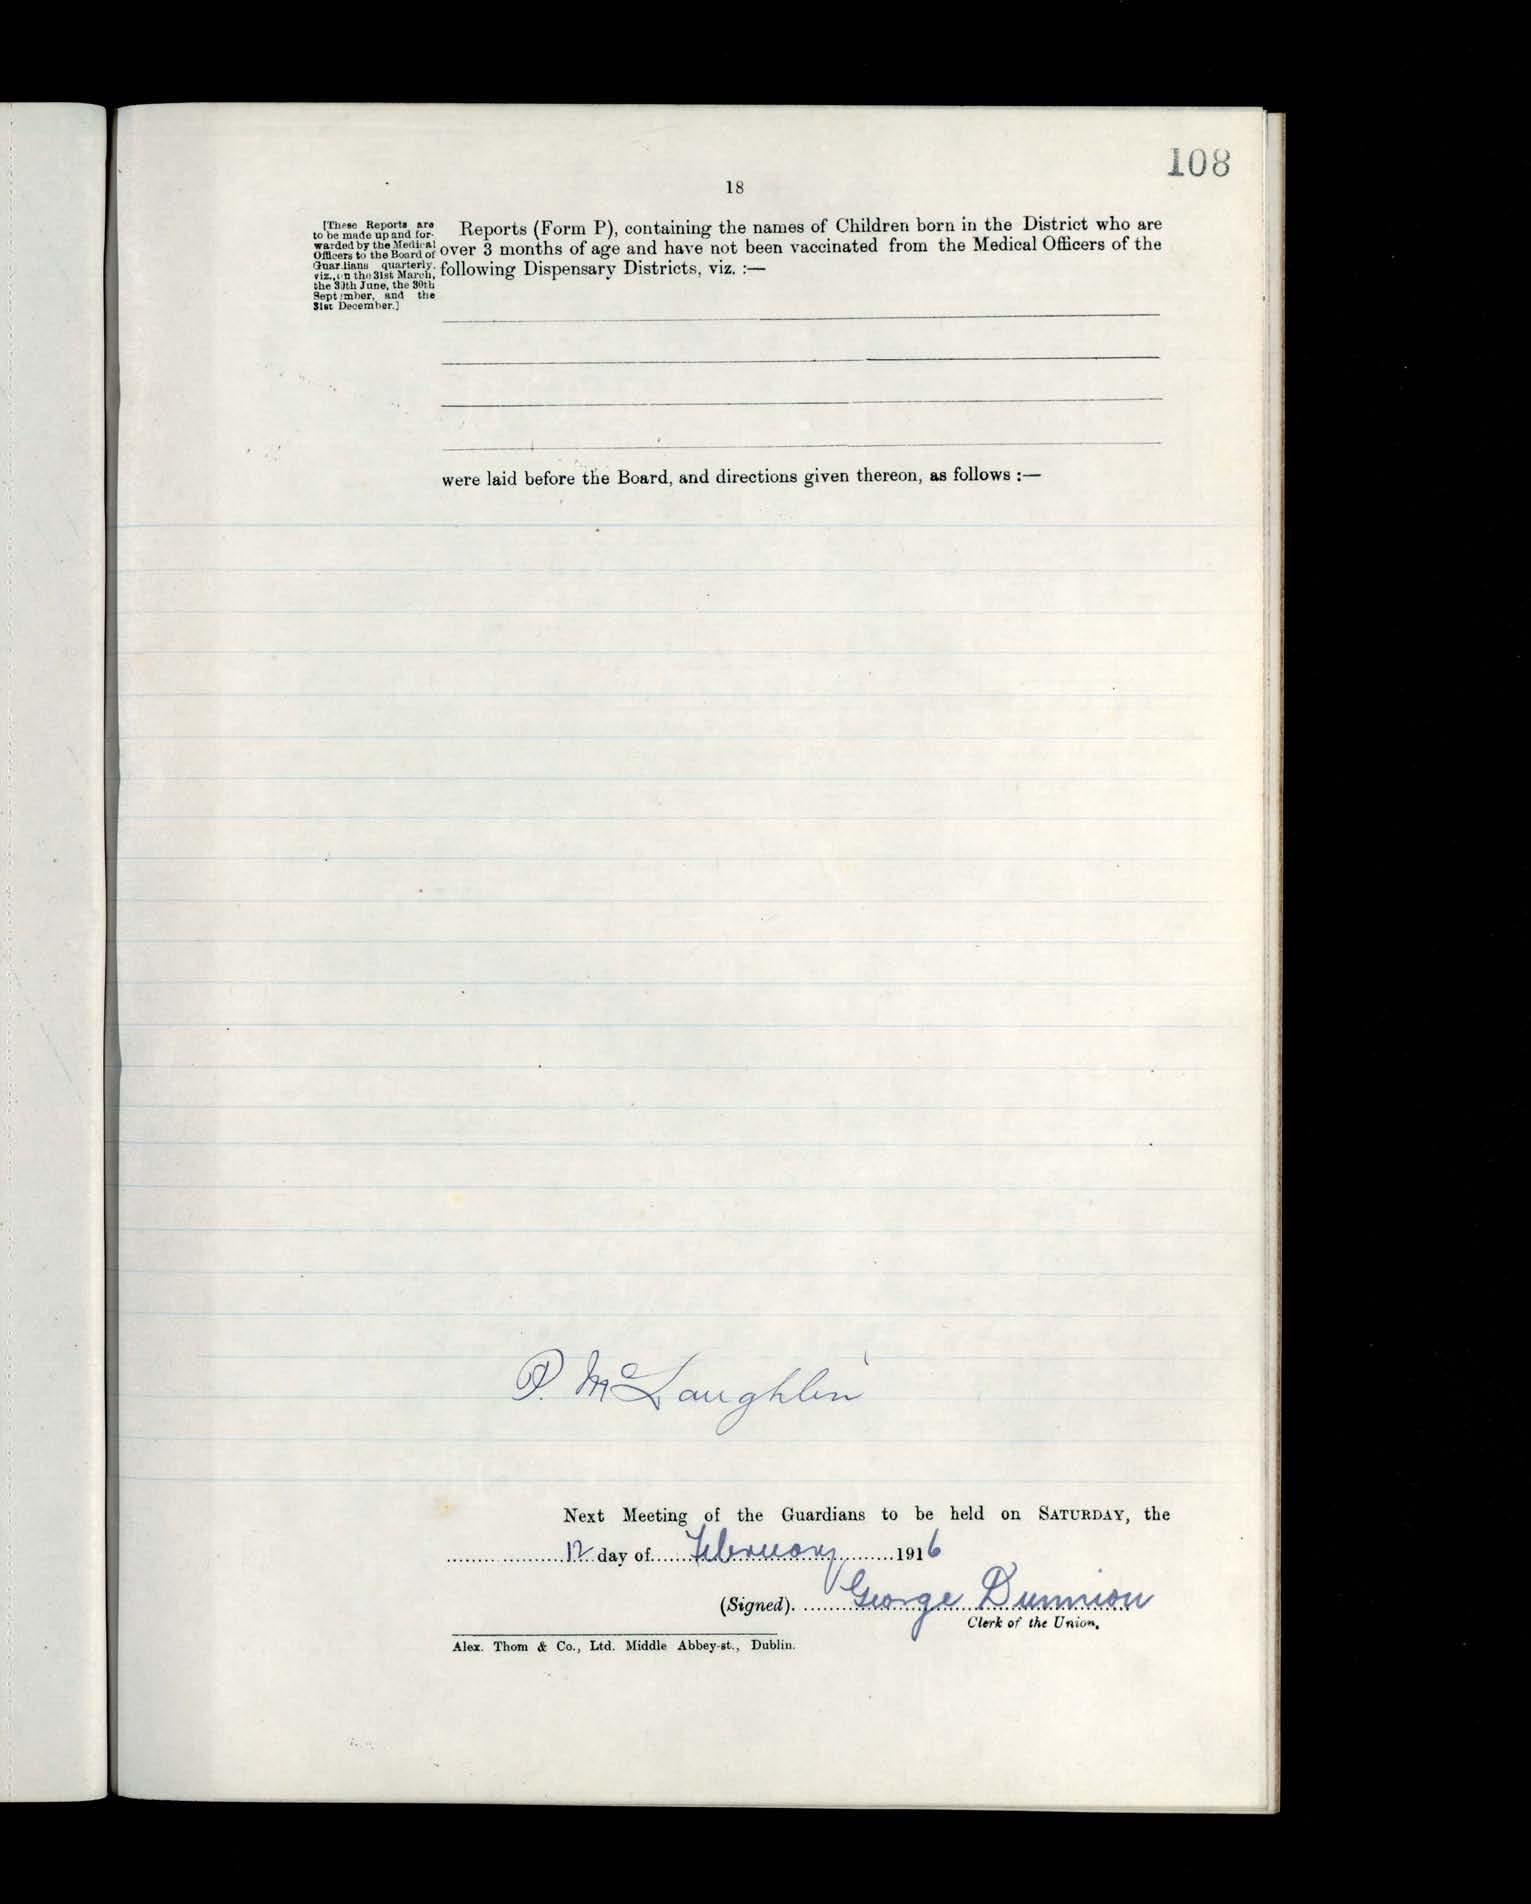 108
18
[These Reports are
to be made up and for-
warded by the Medical
Officers to the Board of
Guardians quarterly,
viz., on the 31st March,
the 30th June, the 30th
September, and the
31st December.]
Reports (Form P), containing the names of Children born in the District who are
over 3 months of age and have not been vaccinated from the Medical Officers of the
following Dispensary Districts, viz. :—
were laid before the Board, and directions given thereon, as follows :—
P. McLaughlin
Next Meeting of the Guardians to be held on SATURDAY, the
12 day of February 1916
(Signed). George Dunnion
Clerk of the Union.
Alex. Thom & Co., Ltd. Middle Abbey-st., Dublin.